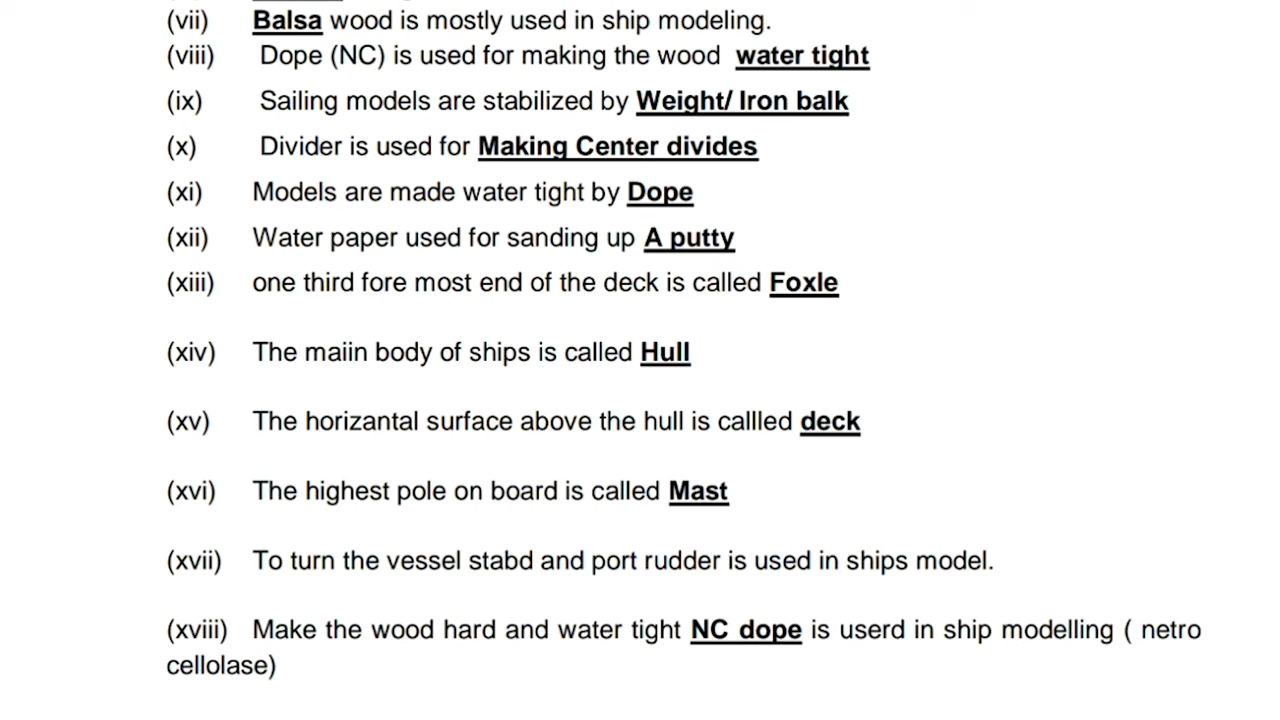 (vii) Balsa wood is mostly used in ship modeling.
(viii) Dope (NC) is used for making the wood water tight
(ix) Sailing models are stabilized by Weight/ Iron balk
(x) Divider is used for Making Center divides
(xi) Models are made water tight by Dope
(xii) Water paper used for sanding up A putty
(xiii) one third fore most end of the deck is called Foxle
(xiv) The maiin body of ships is called Hull
(xv) The horizantal surface above the hull is callled deck
(xvi) The highest pole on board is called Mast
(xvii) To turn the vessel stabd and port rudder is used in ships model.
(xviii) Make the wood hard and water tight NC dope is userd in ship modelling ( netro
cellolase)